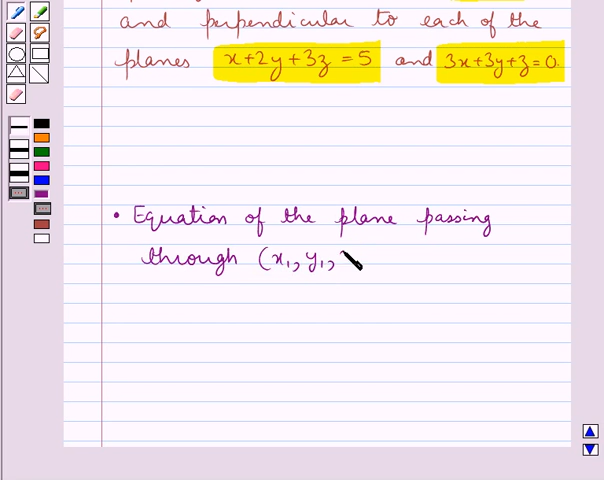 and perpendicular to each of the
planes x+2y+3z = 5 and 3x+3y+z=0.
• Equation of the plane passing
through (x₁, y₁,